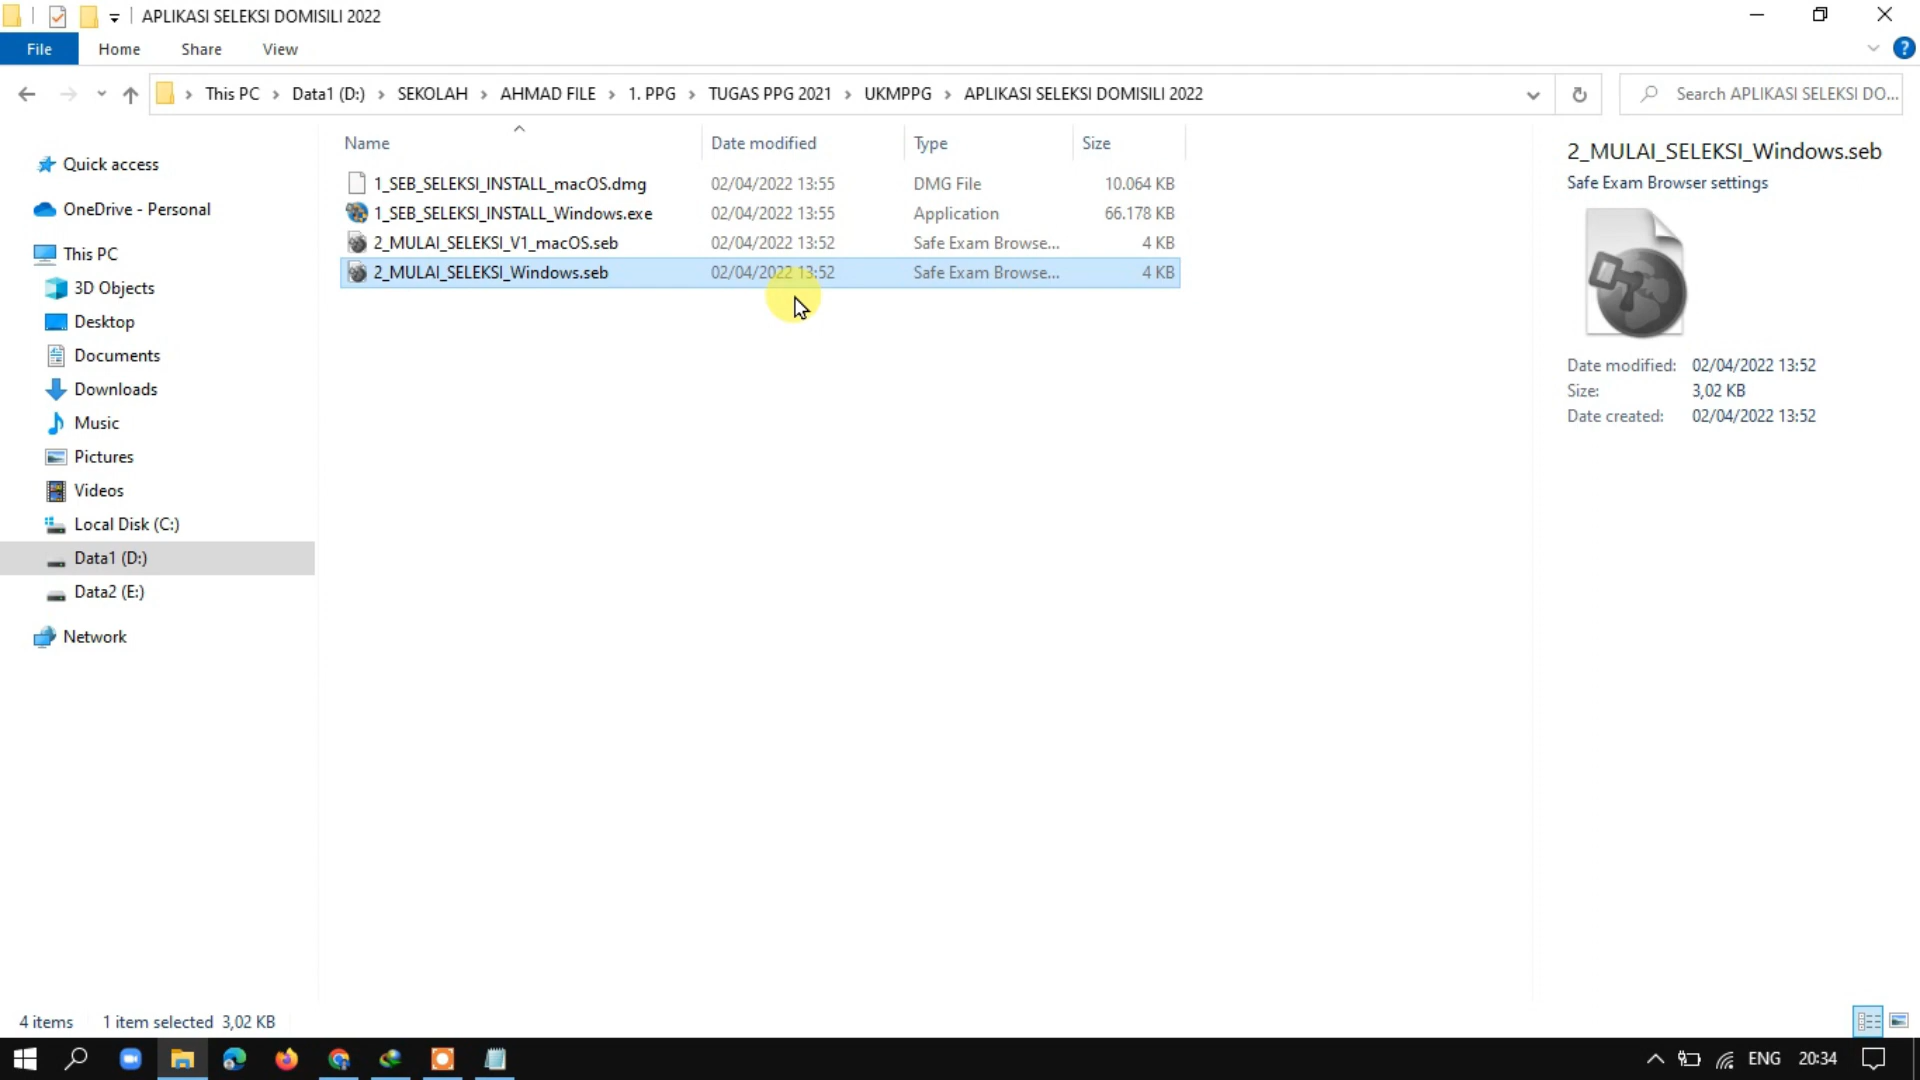 APLIKASI SELEKSI DOMISILI 2022
File Home Share View
This PC Data1 (D:) SEKOLAH AHMAD FILE 1. PPG TUGAS PPG 2021 UKMPPG APLIKASI SELEKSI DOMISILI 2022 Search APLIKASI SELEKSI DO...
Quick access
OneDrive - Personal
This PC
3D Objects
Desktop
Documents
Downloads
Music
Pictures
Videos
Local Disk (C:)
Data1 (D:)
Data2 (E:)
Network
Name Date modified Type Size
1_SEB_SELEKSI_INSTALL_macOS.dmg 02/04/2022 13:55 DMG File 10.064 KB
1_SEB_SELEKSI_INSTALL_Windows.exe 02/04/2022 13:55 Application 66.178 KB
2_MULAI_SELEKSI_V1_macOS.seb 02/04/2022 13:52 Safe Exam Browse... 4 KB
2_MULAI_SELEKSI_Windows.seb 02/04/2022 13:52 Safe Exam Browse... 4 KB
2_MULAI_SELEKSI_Windows.seb
Safe Exam Browser settings
Date modified: 02/04/2022 13:52
Size: 3,02 KB
Date created: 02/04/2022 13:52
4 items 1 item selected 3,02 KB
ENG 20:34